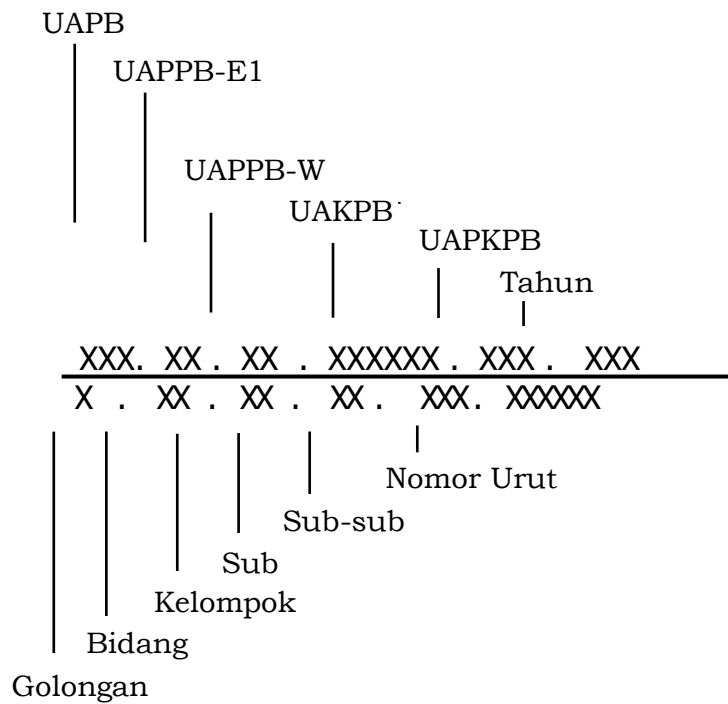 UAPB
UAPPB-E1
UAPPB-W
UAKPB
UAPKPB
Tahun
XXX. XX . XX . XXXXXX . XXX . XXX
X . XX . XX . XX . XXX. XXXXXX
Nomor Urut
Sub-sub
Sub
Kelompok
Bidang
Golongan